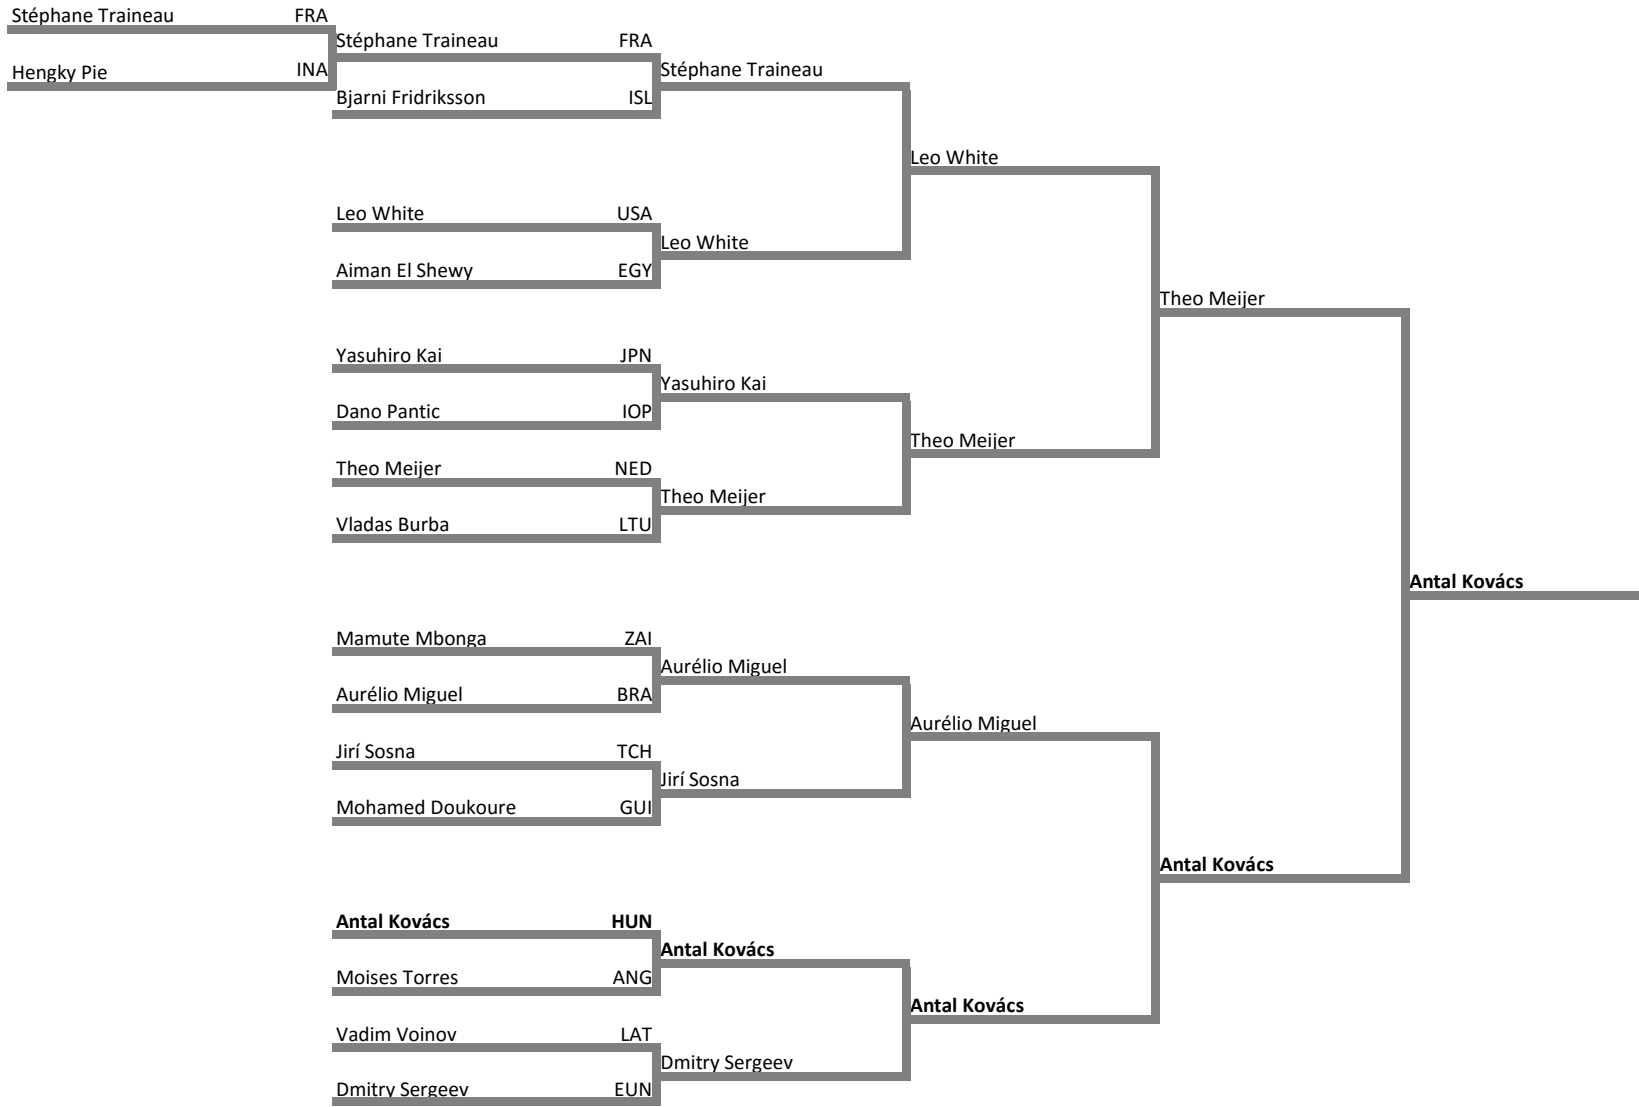 Stéphane Traineau FRA
Hengky Pie INA
Stéphane Traineau FRA
Bjarni Fridriksson ISL
Leo White USA
Aiman El Shewy EGY
Yasuhiro Kai JPN
Dano Pantic IOP
Theo Meijer NED
Vladas Burba LTU
Mamute Mbonga ZAI
Aurélio Miguel BRA
Jirí Sosna TCH
Mohamed Doukoure GUI
Antal Kovács HUN
Moises Torres ANG
Vadim Voinov LAT
Dmitry Sergeev EUN
Stéphane Traineau
Leo White
Yasuhiro Kai
Theo Meijer
Aurélio Miguel
Jirí Sosna
Antal Kovács
Dmitry Sergeev
Leo White
Theo Meijer
Aurélio Miguel
Antal Kovács
Theo Meijer
Antal Kovács
Antal Kovács